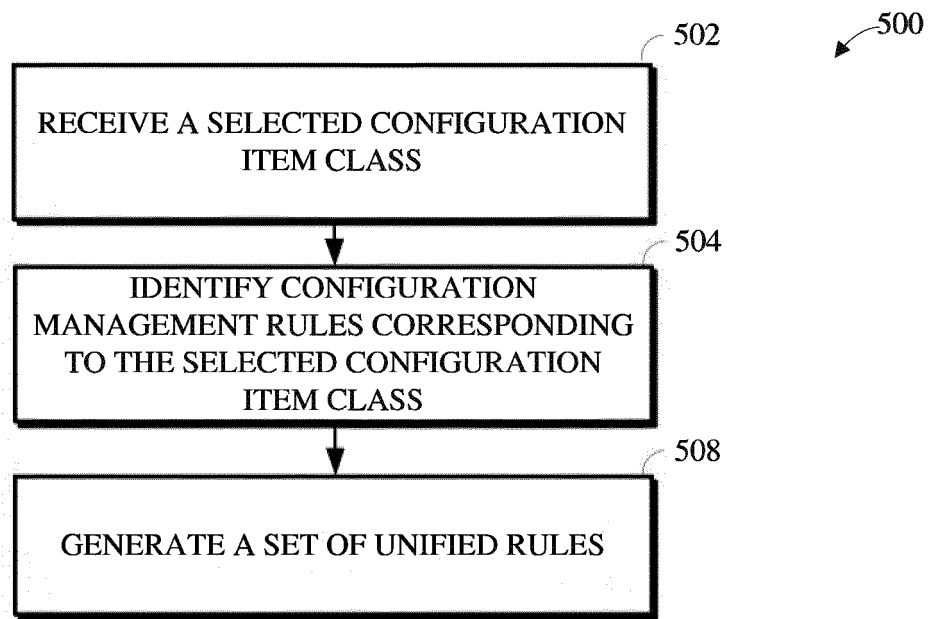 500
502
RECEIVE A SELECTED CONFIGURATION
ITEM CLASS
504
IDENTIFY CONFIGURATION
MANAGEMENT RULES CORRESPONDING
TO THE SELECTED CONFIGURATION
ITEM CLASS
508
GENERATE A SET OF UNIFIED RULES